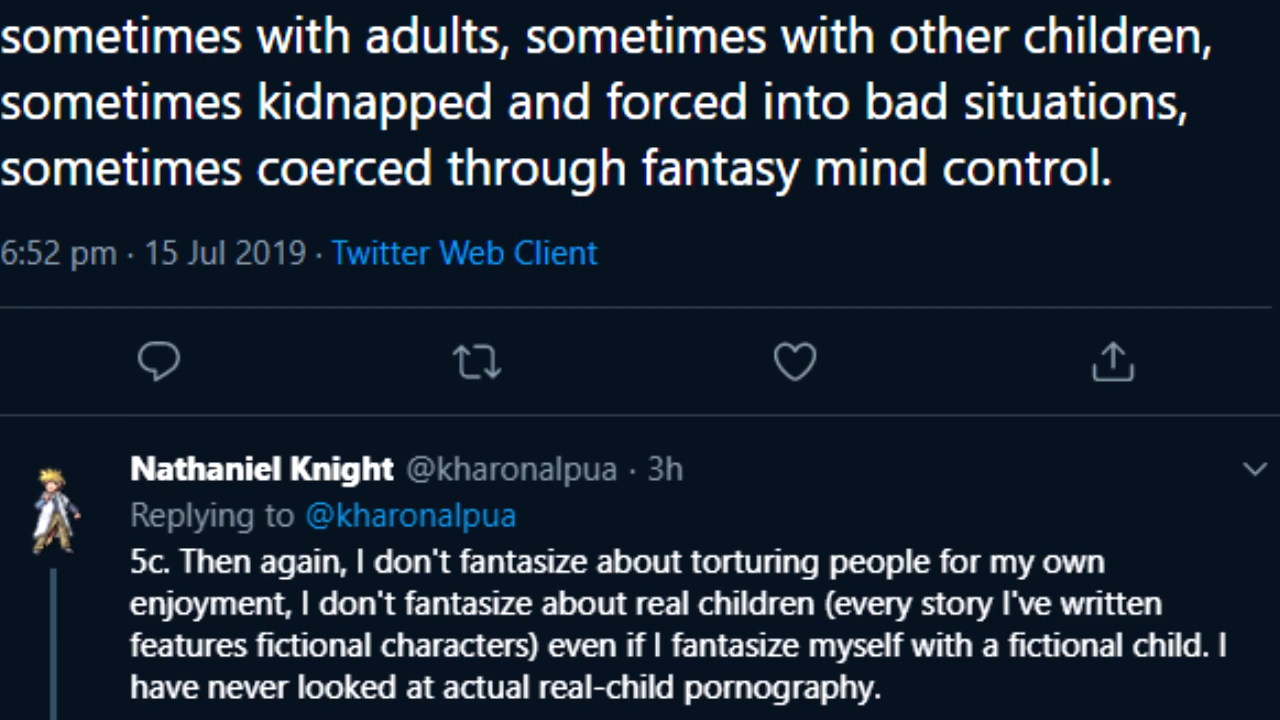 sometimes with adults, sometimes with other children,
sometimes kidnapped and forced into bad situations,
sometimes coerced through fantasy mind control.
6:52 pm · 15 Jul 2019 · Twitter Web Client
Nathaniel Knight @kharonalpua · 3h
Replying to @kharonalpua
5c. Then again, I don't fantasize about torturing people for my own
enjoyment, I don't fantasize about real children (every story I've written
features fictional characters) even if I fantasize myself with a fictional child. I
have never looked at actual real-child pornography.